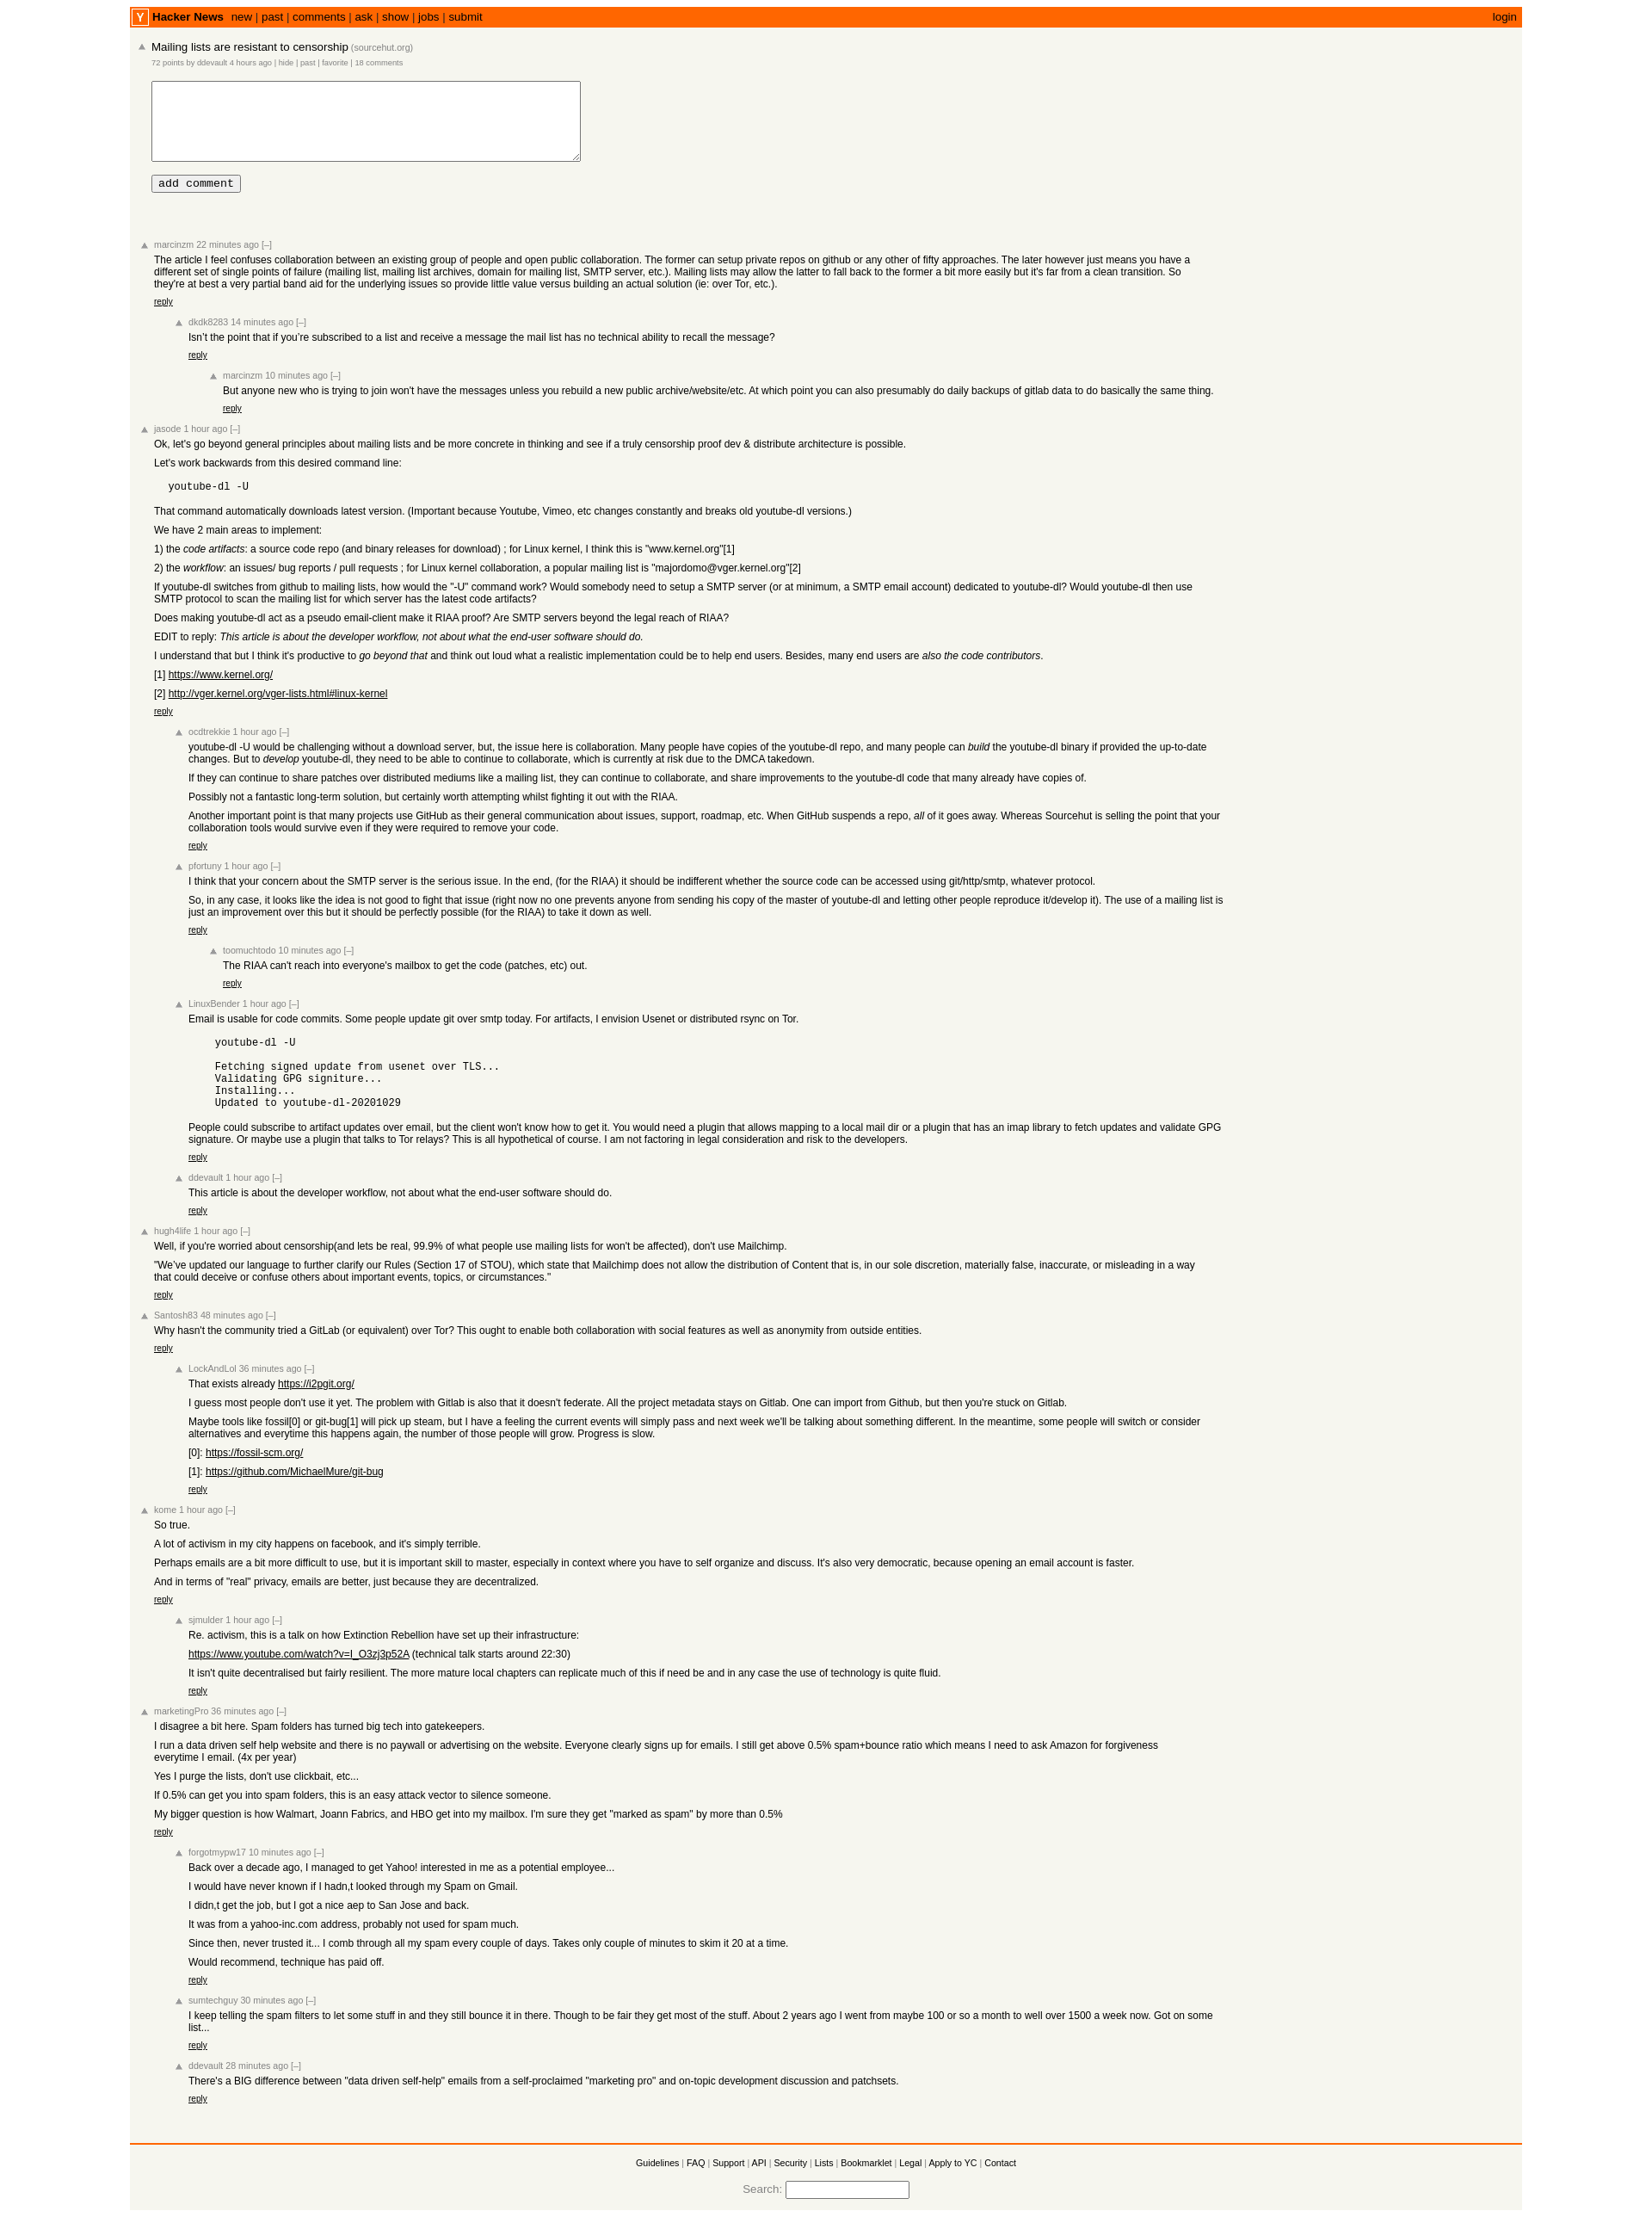 Y Hacker News new | past | comments | ask | show | jobs | submit login
Mailing lists are resistant to censorship (sourcehut.org)
72 points by ddevault 4 hours ago | hide | past | favorite | 18 comments
add comment
marcinzm 22 minutes ago [–]
The article I feel confuses collaboration between an existing group of people and open public collaboration. The former can setup private repos on github or any other of fifty approaches. The later however just means you have a
different set of single points of failure (mailing list, mailing list archives, domain for mailing list, SMTP server, etc.). Mailing lists may allow the latter to fall back to the former a bit more easily but it's far from a clean transition. So
they're at best a very partial band aid for the underlying issues so provide little value versus building an actual solution (ie: over Tor, etc.).
reply
dkdk8283 14 minutes ago [–]
Isn’t the point that if you’re subscribed to a list and receive a message the mail list has no technical ability to recall the message?
reply
marcinzm 10 minutes ago [–]
But anyone new who is trying to join won't have the messages unless you rebuild a new public archive/website/etc. At which point you can also presumably do daily backups of gitlab data to do basically the same thing.
reply
jasode 1 hour ago [–]
Ok, let's go beyond general principles about mailing lists and be more concrete in thinking and see if a truly censorship proof dev & distribute architecture is possible.
Let's work backwards from this desired command line:
youtube-dl -U
That command automatically downloads latest version. (Important because Youtube, Vimeo, etc changes constantly and breaks old youtube-dl versions.)
We have 2 main areas to implement:
1) the code artifacts: a source code repo (and binary releases for download) ; for Linux kernel, I think this is "www.kernel.org"[1]
2) the workflow: an issues/ bug reports / pull requests ; for Linux kernel collaboration, a popular mailing list is "majordomo@vger.kernel.org"[2]
If youtube-dl switches from github to mailing lists, how would the "-U" command work? Would somebody need to setup a SMTP server (or at minimum, a SMTP email account) dedicated to youtube-dl? Would youtube-dl then use
SMTP protocol to scan the mailing list for which server has the latest code artifacts?
Does making youtube-dl act as a pseudo email-client make it RIAA proof? Are SMTP servers beyond the legal reach of RIAA?
EDIT to reply: This article is about the developer workflow, not about what the end-user software should do.
I understand that but I think it's productive to go beyond that and think out loud what a realistic implementation could be to help end users. Besides, many end users are also the code contributors.
[1] https://www.kernel.org/
[2] http://vger.kernel.org/vger-lists.html#linux-kernel
reply
ocdtrekkie 1 hour ago [–]
youtube-dl -U would be challenging without a download server, but, the issue here is collaboration. Many people have copies of the youtube-dl repo, and many people can build the youtube-dl binary if provided the up-to-date
changes. But to develop youtube-dl, they need to be able to continue to collaborate, which is currently at risk due to the DMCA takedown.
If they can continue to share patches over distributed mediums like a mailing list, they can continue to collaborate, and share improvements to the youtube-dl code that many already have copies of.
Possibly not a fantastic long-term solution, but certainly worth attempting whilst fighting it out with the RIAA.
Another important point is that many projects use GitHub as their general communication about issues, support, roadmap, etc. When GitHub suspends a repo, all of it goes away. Whereas Sourcehut is selling the point that your
collaboration tools would survive even if they were required to remove your code.
reply
pfortuny 1 hour ago [–]
I think that your concern about the SMTP server is the serious issue. In the end, (for the RIAA) it should be indifferent whether the source code can be accessed using git/http/smtp, whatever protocol.
So, in any case, it looks like the idea is not good to fight that issue (right now no one prevents anyone from sending his copy of the master of youtube-dl and letting other people reproduce it/develop it). The use of a mailing list is
just an improvement over this but it should be perfectly possible (for the RIAA) to take it down as well.
reply
toomuchtodo 10 minutes ago [–]
The RIAA can't reach into everyone's mailbox to get the code (patches, etc) out.
reply
LinuxBender 1 hour ago [–]
Email is usable for code commits. Some people update git over smtp today. For artifacts, I envision Usenet or distributed rsync on Tor.
youtube-dl -U
Fetching signed update from usenet over TLS...
Validating GPG signiture...
Installing...
Updated to youtube-dl-20201029
People could subscribe to artifact updates over email, but the client won't know how to get it. You would need a plugin that allows mapping to a local mail dir or a plugin that has an imap library to fetch updates and validate GPG
signature. Or maybe use a plugin that talks to Tor relays? This is all hypothetical of course. I am not factoring in legal consideration and risk to the developers.
reply
ddevault 1 hour ago [–]
This article is about the developer workflow, not about what the end-user software should do.
reply
hugh4life 1 hour ago [–]
Well, if you're worried about censorship(and lets be real, 99.9% of what people use mailing lists for won't be affected), don't use Mailchimp.
"We’ve updated our language to further clarify our Rules (Section 17 of STOU), which state that Mailchimp does not allow the distribution of Content that is, in our sole discretion, materially false, inaccurate, or misleading in a way
that could deceive or confuse others about important events, topics, or circumstances."
reply
Santosh83 48 minutes ago [–]
Why hasn't the community tried a GitLab (or equivalent) over Tor? This ought to enable both collaboration with social features as well as anonymity from outside entities.
reply
LockAndLol 36 minutes ago [–]
That exists already https://i2pgit.org/
I guess most people don't use it yet. The problem with Gitlab is also that it doesn't federate. All the project metadata stays on Gitlab. One can import from Github, but then you're stuck on Gitlab.
Maybe tools like fossil[0] or git-bug[1] will pick up steam, but I have a feeling the current events will simply pass and next week we'll be talking about something different. In the meantime, some people will switch or consider
alternatives and everytime this happens again, the number of those people will grow. Progress is slow.
[0]: https://fossil-scm.org/
[1]: https://github.com/MichaelMure/git-bug
reply
kome 1 hour ago [–]
So true.
A lot of activism in my city happens on facebook, and it's simply terrible.
Perhaps emails are a bit more difficult to use, but it is important skill to master, especially in context where you have to self organize and discuss. It's also very democratic, because opening an email account is faster.
And in terms of "real" privacy, emails are better, just because they are decentralized.
reply
sjmulder 1 hour ago [–]
Re. activism, this is a talk on how Extinction Rebellion have set up their infrastructure:
https://www.youtube.com/watch?v=I_O3zj3p52A (technical talk starts around 22:30)
It isn't quite decentralised but fairly resilient. The more mature local chapters can replicate much of this if need be and in any case the use of technology is quite fluid.
reply
marketingPro 36 minutes ago [–]
I disagree a bit here. Spam folders has turned big tech into gatekeepers.
I run a data driven self help website and there is no paywall or advertising on the website. Everyone clearly signs up for emails. I still get above 0.5% spam+bounce ratio which means I need to ask Amazon for forgiveness
everytime I email. (4x per year)
Yes I purge the lists, don't use clickbait, etc...
If 0.5% can get you into spam folders, this is an easy attack vector to silence someone.
My bigger question is how Walmart, Joann Fabrics, and HBO get into my mailbox. I'm sure they get "marked as spam" by more than 0.5%
reply
forgotmypw17 10 minutes ago [–]
Back over a decade ago, I managed to get Yahoo! interested in me as a potential employee...
I would have never known if I hadn,t looked through my Spam on Gmail.
I didn,t get the job, but I got a nice aep to San Jose and back.
It was from a yahoo-inc.com address, probably not used for spam much.
Since then, never trusted it... I comb through all my spam every couple of days. Takes only couple of minutes to skim it 20 at a time.
Would recommend, technique has paid off.
reply
sumtechguy 30 minutes ago [–]
I keep telling the spam filters to let some stuff in and they still bounce it in there. Though to be fair they get most of the stuff. About 2 years ago I went from maybe 100 or so a month to well over 1500 a week now. Got on some
list...
reply
ddevault 28 minutes ago [–]
There's a BIG difference between "data driven self-help" emails from a self-proclaimed "marketing pro" and on-topic development discussion and patchsets.
reply
Guidelines | FAQ | Support | API | Security | Lists | Bookmarklet | Legal | Apply to YC | Contact
Search: